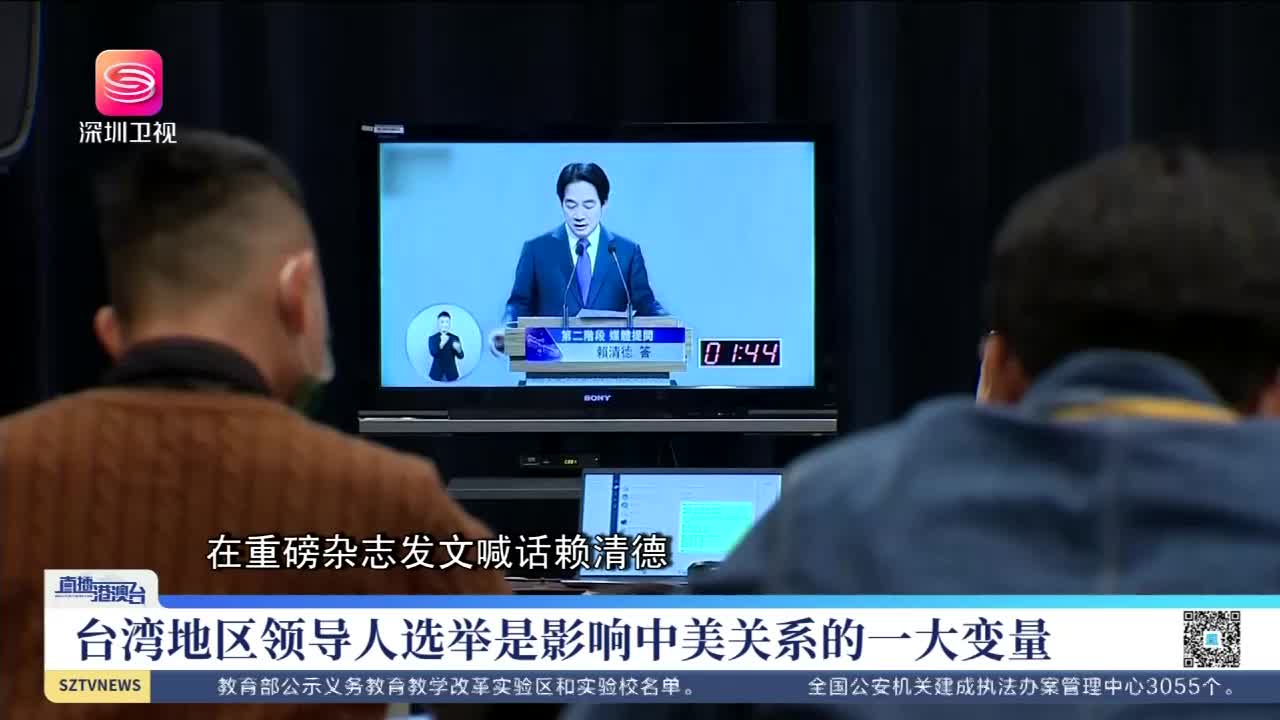 深圳卫视
第二階段 媒體提問
賴清德 答
01:44
SONY
在重磅杂志发文喊话赖清德
直播港澳台
台湾地区领导人选举是影响中美关系的一大变量
SZTVNEWS
教育部公示义务教育教学改革实验区和实验校名单。
全国公安机关建成执法办案管理中心3055个。